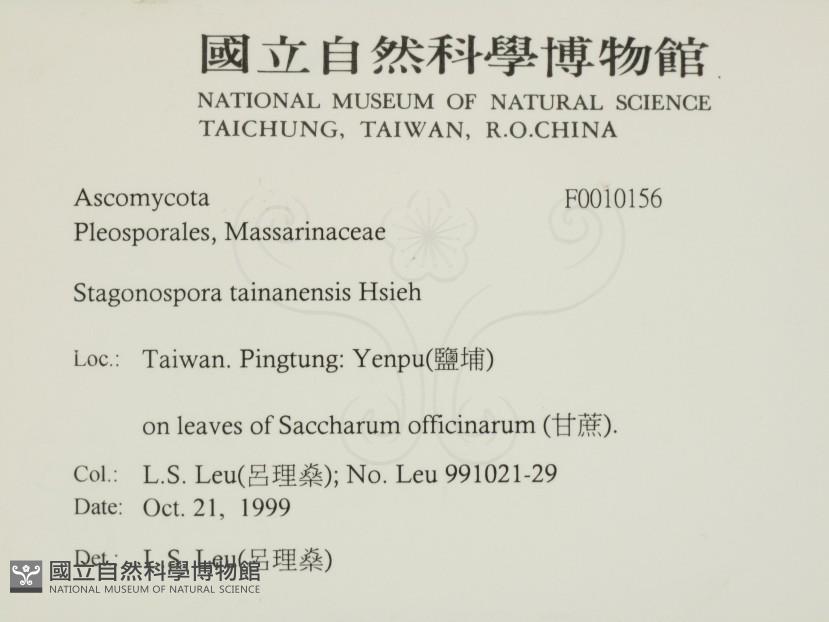 國立自然科學博物館
NATIONAL MUSEUM OF NATURAL SCIENCE
TAICHUNG, TAIWAN, R.O.CHINA
Ascomycota F0010156
Pleosporales, Massarinaceae
Stagonospora tainanensis Hsieh
Loc.: Taiwan. Pingtung: Yenpu(鹽埔)
on leaves of Saccharum officinarum (甘蔗).
Col.: L.S. Leu(呂理燊); No. Leu 991021-29
Date: Oct. 21, 1999
Det.: L.S. Leu(呂理燊)
國立自然科學博物館
NATIONAL MUSEUM OF NATURAL SCIENCE